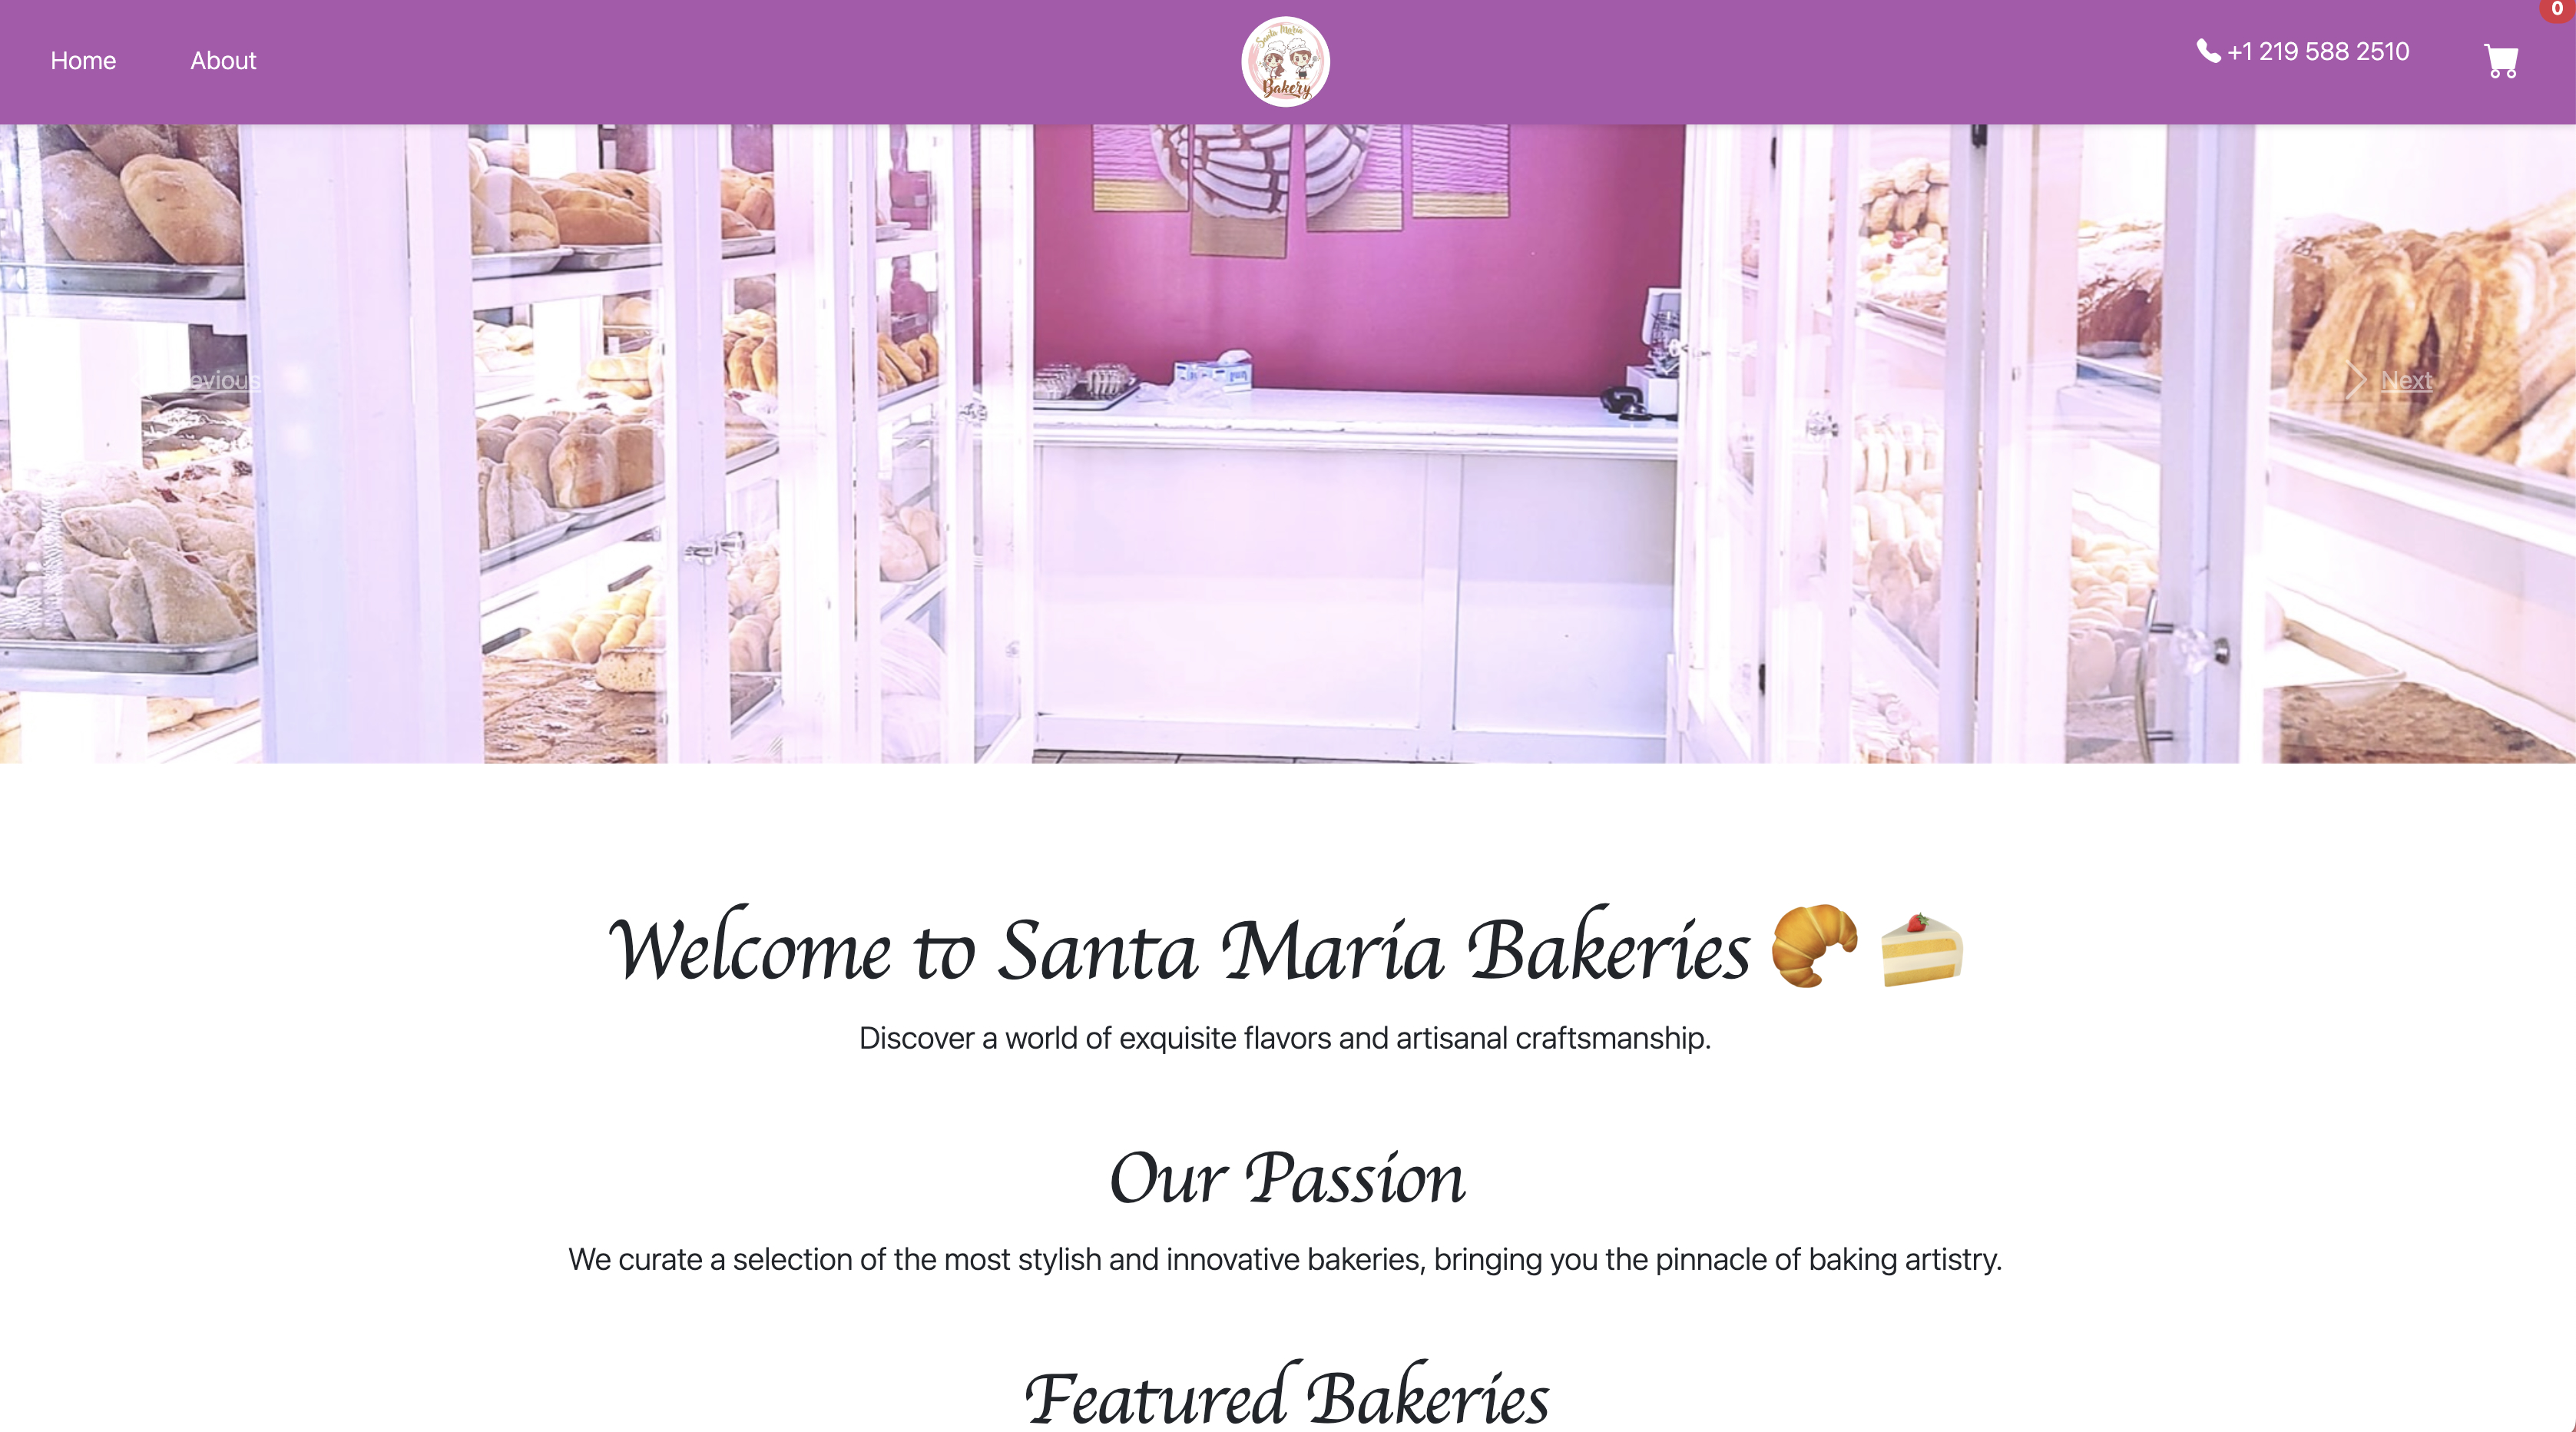 Home About
Santa Maria
Bakery
+1 219 588 2510
0
Next
Welcome to Santa Maria Bakeries
Discover a world of exquisite flavors and artisanal craftsmanship.
Our Passion
We curate a selection of the most stylish and innovative bakeries, bringing you the pinnacle of baking artistry.
Featured Bakeries